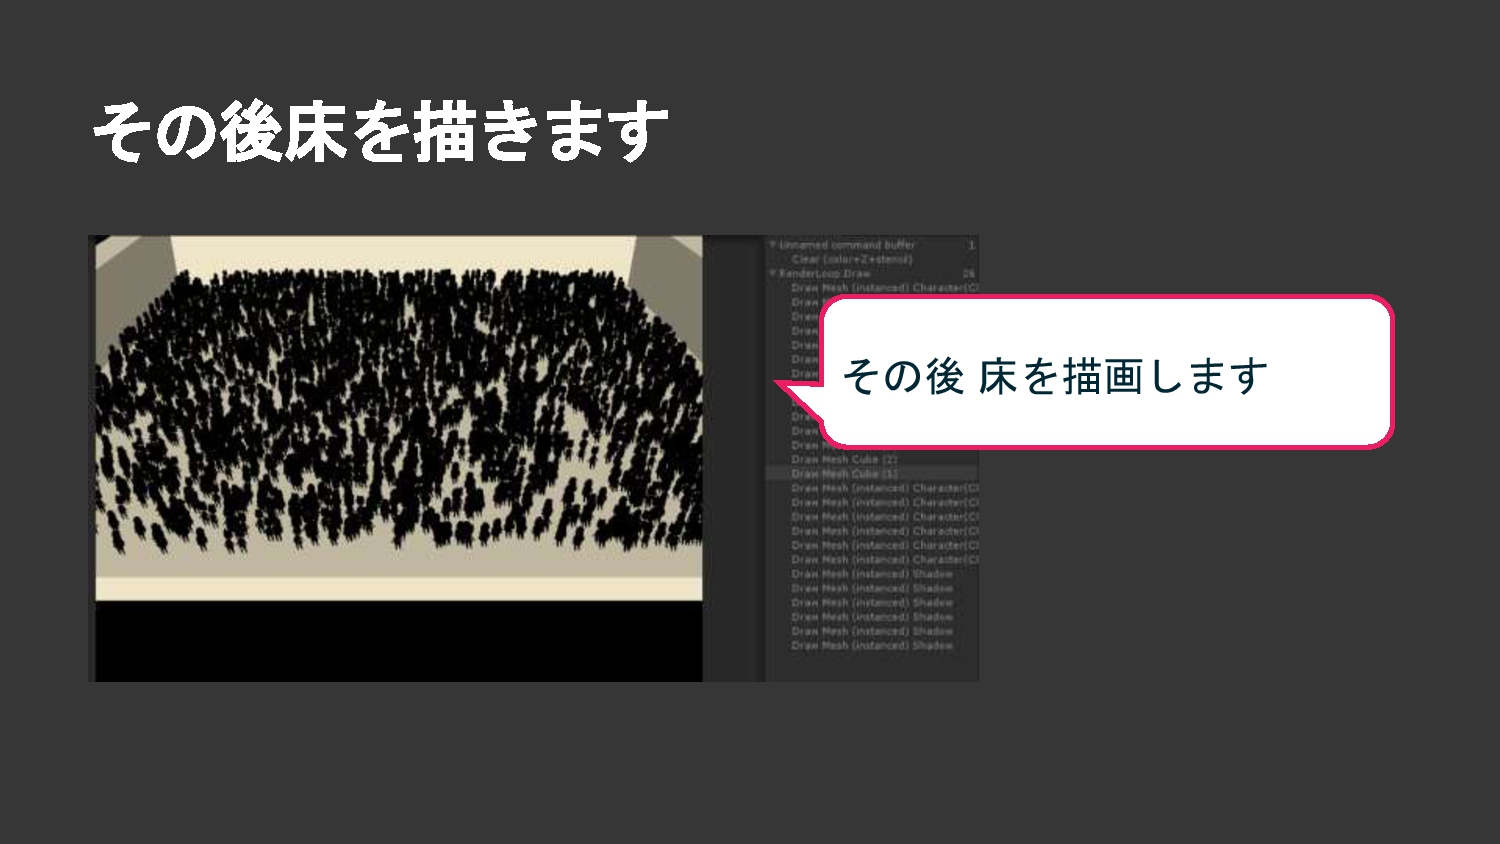 その後床を描きます
Unnamed command buffer 1
Clear (color+Z+stencil)
RenderLoop.Draw 26
Draw Mesh (instanced) Character(Cl
Draw
Draw
Draw
Draw
Draw
Draw
その後 床を描画します
Draw
Draw
Draw Mesh Cube (2)
Draw Mesh Cube (1)
Draw Mesh (instanced) Character(Cl
Draw Mesh (instanced) Character(Cl
Draw Mesh (instanced) Character(Cl
Draw Mesh (instanced) Character(Cl
Draw Mesh (instanced) Character(Cl
Draw Mesh (instanced) Character(Cl
Draw Mesh (instanced) Shadow
Draw Mesh (instanced) Shadow
Draw Mesh (instanced) Shadow
Draw Mesh (instanced) Shadow
Draw Mesh (instanced) Shadow
Draw Mesh (instanced) Shadow